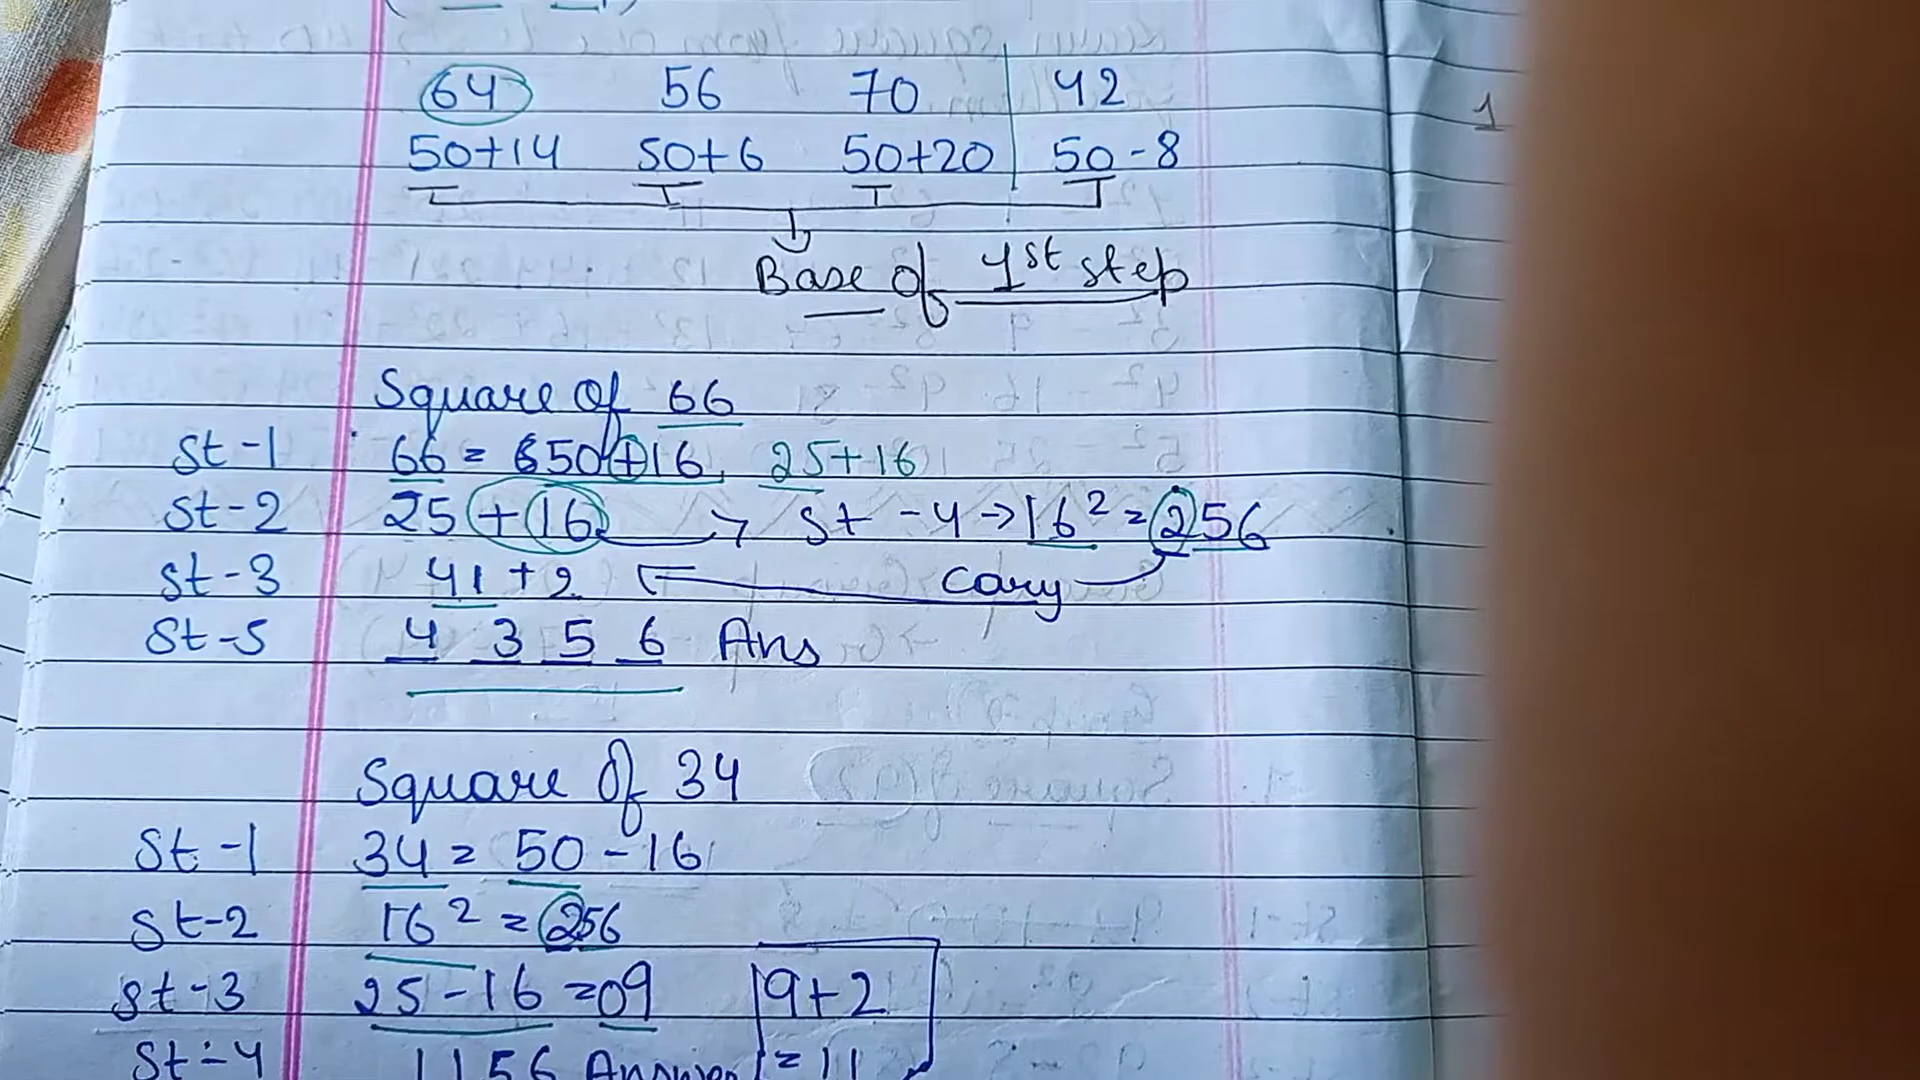 64 56 70 42
50+14 50+6 50+20 50-8
Base of 1st step
Square of 66
St-1 66 = 650+16, 25+16
St-2 25+16 → St-4 → 16² = 256
St-3 41+2 ← Cary
St-5 4 3 5 6 Ans
Square of 34
St-1 34 = 50-16
St-2 16² = 256
St-3 25-16 = 09 9+2
St-4 1156 Answer = 11
1